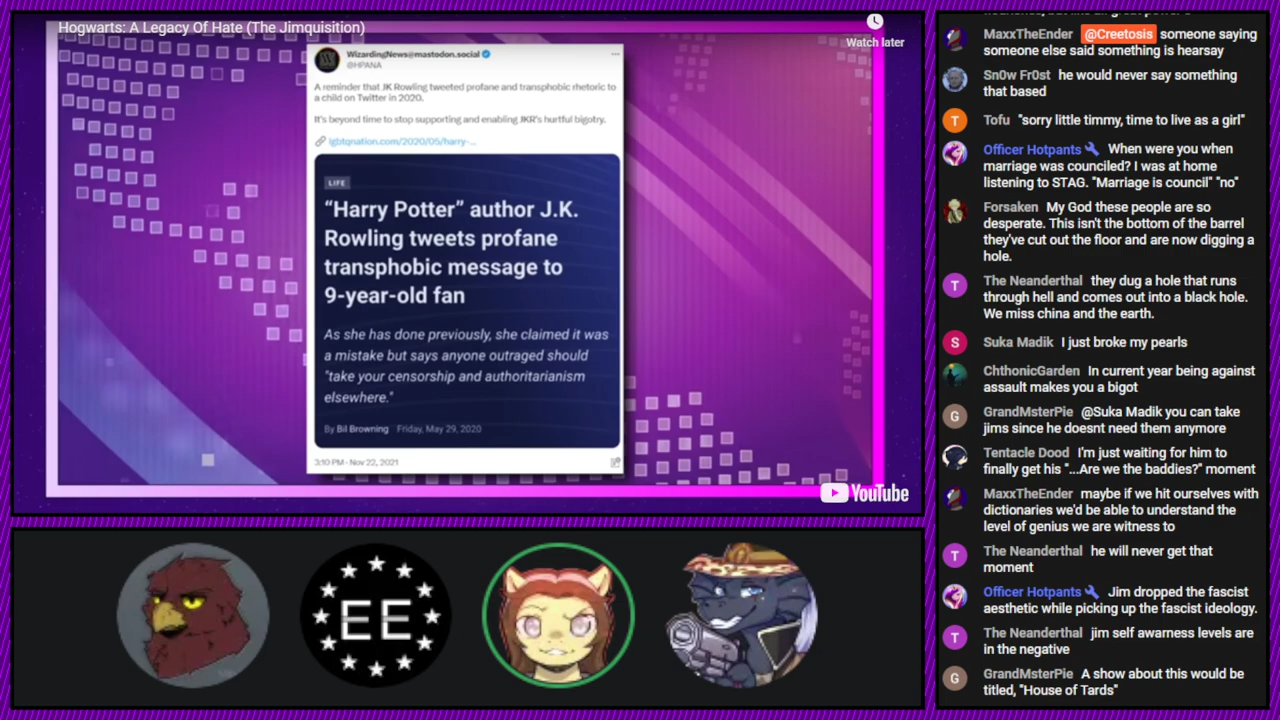 Hogwarts: A Legacy Of Hate (The Jimquisition)
Watch later
WizardingNews@mastodon.social
@HPANA
A reminder that JK Rowling tweeted profane and transphobic rhetoric to
a child on Twitter in 2020.
It's beyond time to stop supporting and enabling JKR's hurtful bigotry.
lgbtqnation.com/2020/05/harry-...
LIFE
“Harry Potter” author J.K.
Rowling tweets profane
transphobic message to
9-year-old fan
As she has done previously, she claimed it was
a mistake but says anyone outraged should
"take your censorship and authoritarianism
elsewhere."
By Bil Browning Friday, May 29, 2020
3:10 PM · Nov 22, 2021
YouTube
EE
MaxxTheEnder @Creetosis someone saying
someone else said something is hearsay
Sn0w Fr0st he would never say something
that based
Tofu "sorry little timmy, time to live as a girl"
Officer Hotpants When were you when
marriage was counciled? I was at home
listening to STAG. "Marriage is council" "no"
Forsaken My God these people are so
desperate. This isn't the bottom of the barrel
they've cut out the floor and are now digging a
hole.
T
The Neanderthal they dug a hole that runs
through hell and comes out into a black hole.
We miss china and the earth.
S
Suka Madik I just broke my pearls
ChthonicGarden In current year being against
assault makes you a bigot
G
GrandMsterPie @Suka Madik you can take
jims since he doesnt need them anymore
Tentacle Dood I'm just waiting for him to
finally get his "...Are we the baddies?" moment
MaxxTheEnder maybe if we hit ourselves with
dictionaries we'd be able to understand the
level of genius we are witness to
T
The Neanderthal he will never get that
moment
Officer Hotpants Jim dropped the fascist
aesthetic while picking up the fascist ideology.
T
The Neanderthal jim self awarness levels are
in the negative
G
GrandMsterPie A show about this would be
titled, "House of Tards"